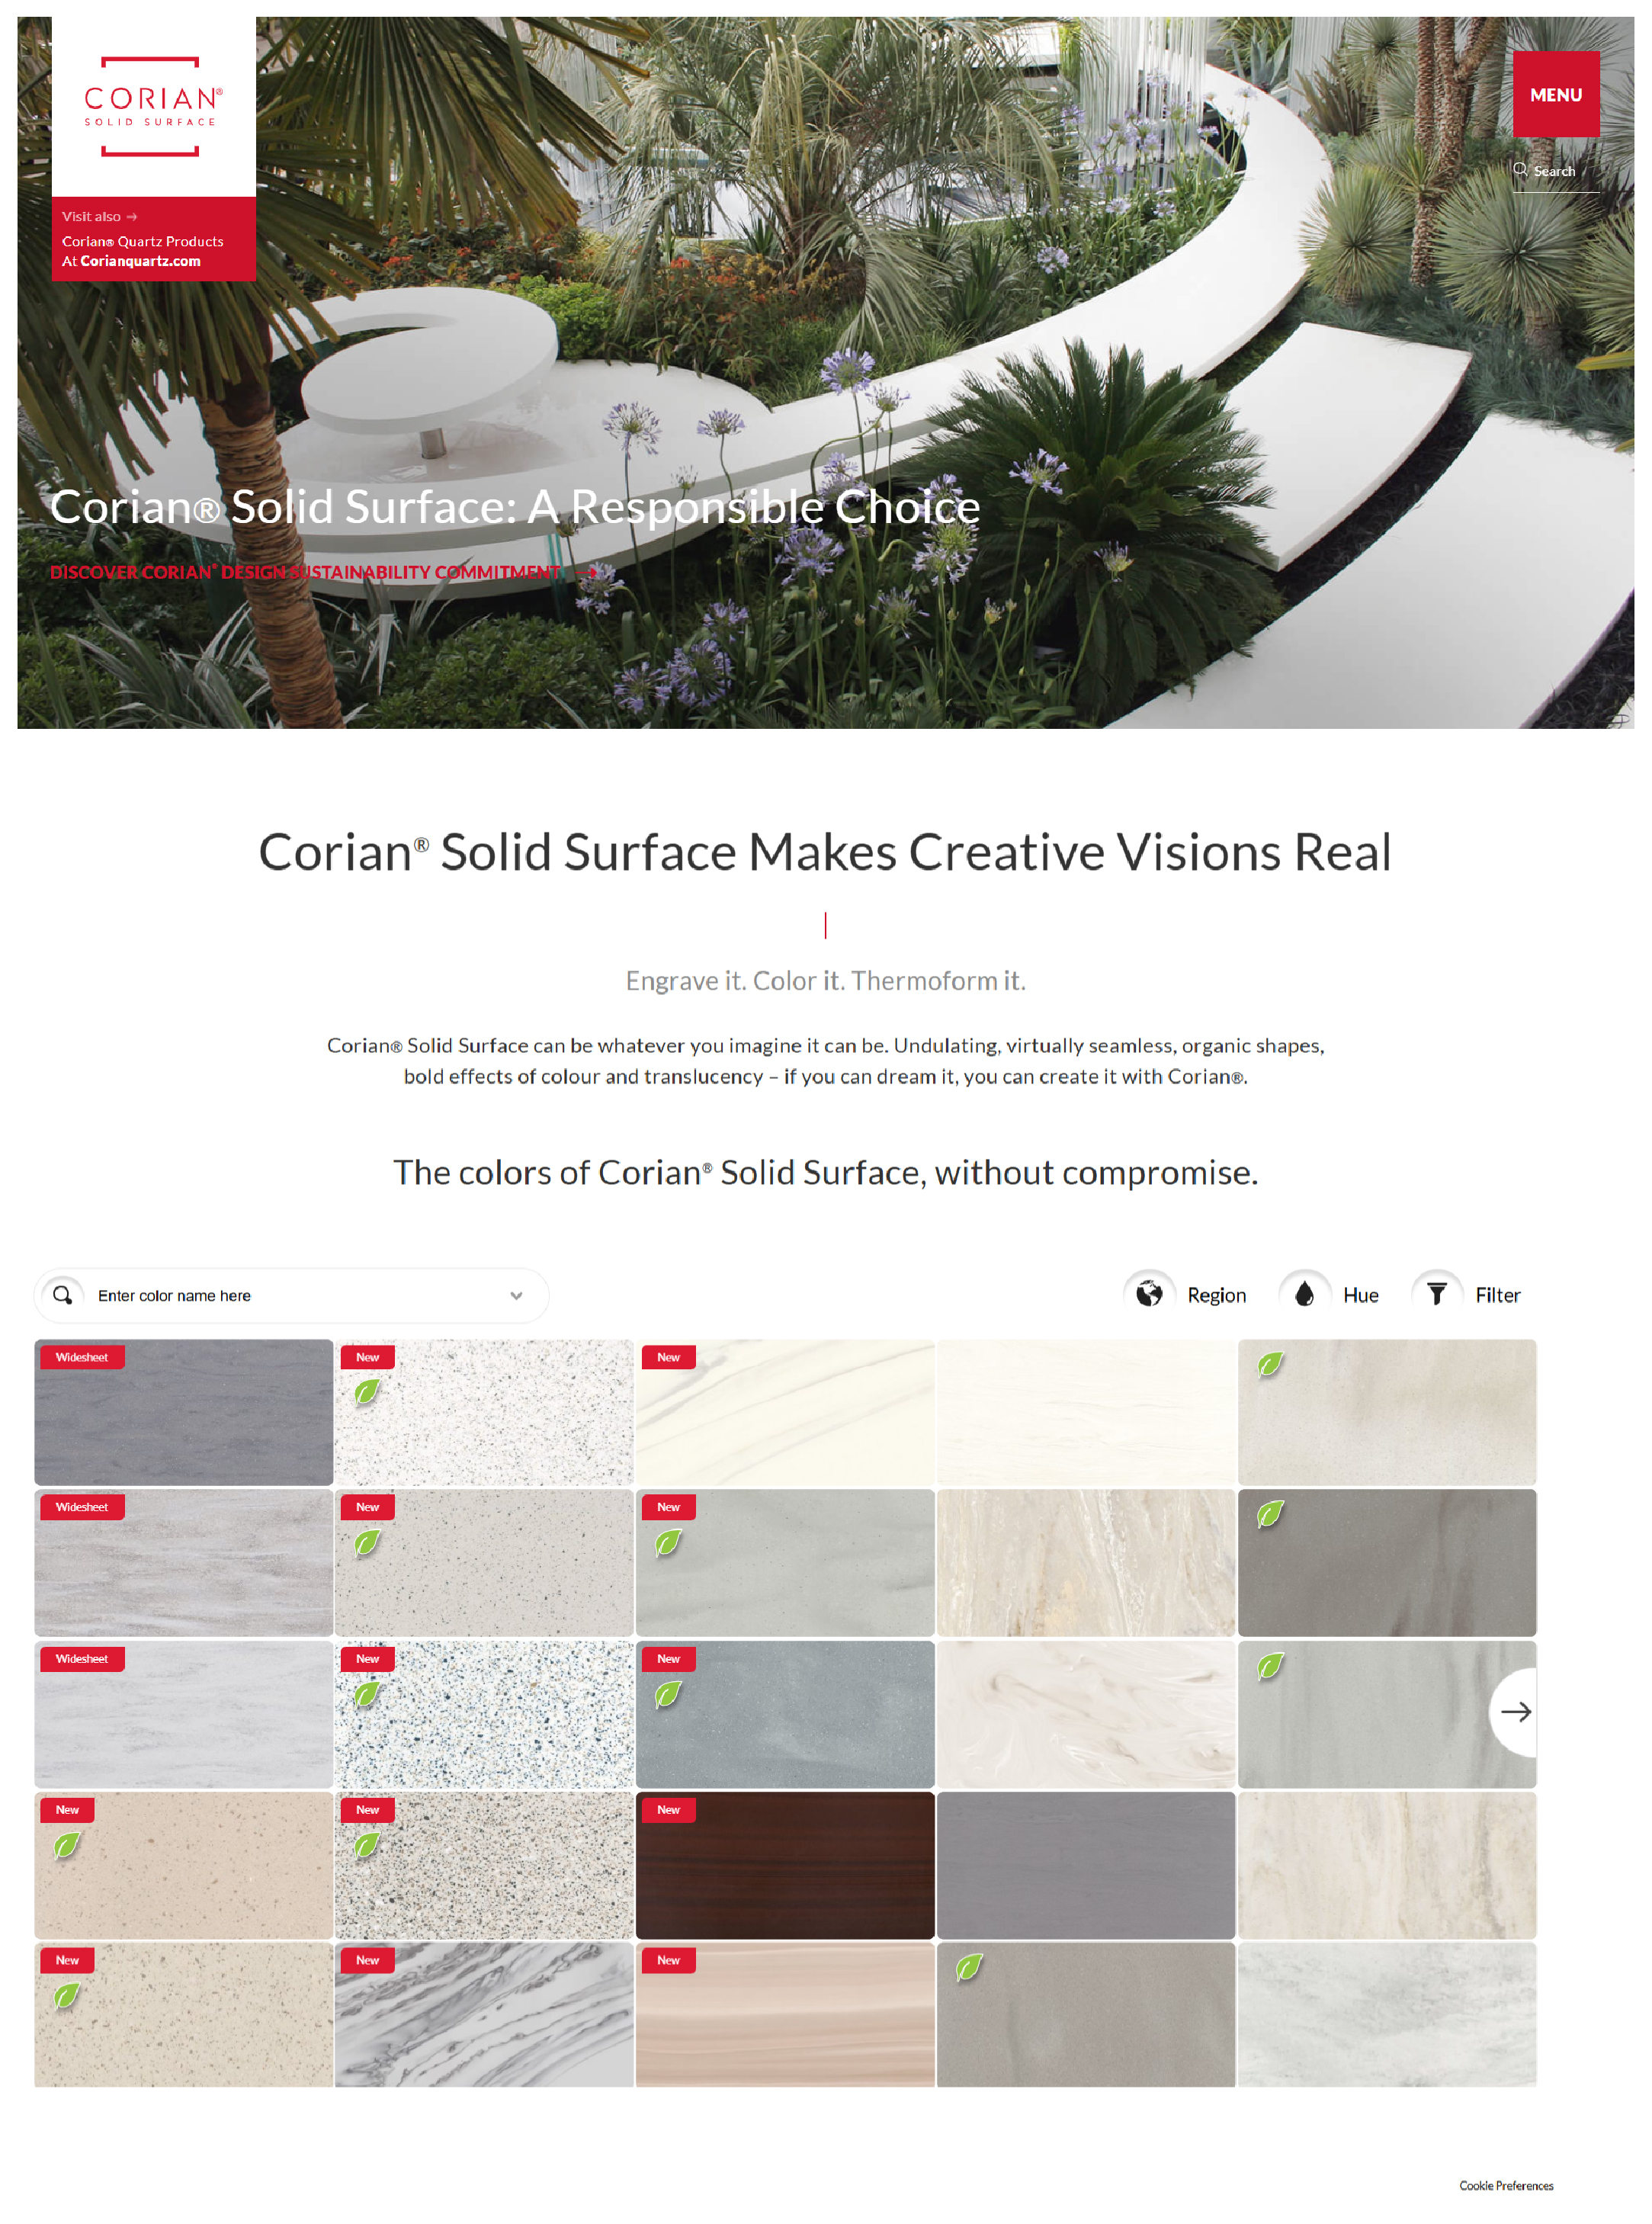 CORIAN®
SOLID SURFACE
MENU
Search
Visit also →
Corian® Quartz Products
At Corianquartz.com
Corian® Solid Surface: A Responsible Choice
DISCOVER CORIAN® DESIGN SUSTAINABILITY COMMITMENT →
Corian® Solid Surface Makes Creative Visions Real
Engrave it. Color it. Thermoform it.
Corian® Solid Surface can be whatever you imagine it can be. Undulating, virtually seamless, organic shapes,
bold effects of colour and translucency – if you can dream it, you can create it with Corian®.
The colors of Corian® Solid Surface, without compromise.
Enter color name here
Region
Hue
Filter
Widesheet
New
New
Widesheet
New
New
Widesheet
New
New
New
New
New
New
New
New
Cookie Preferences